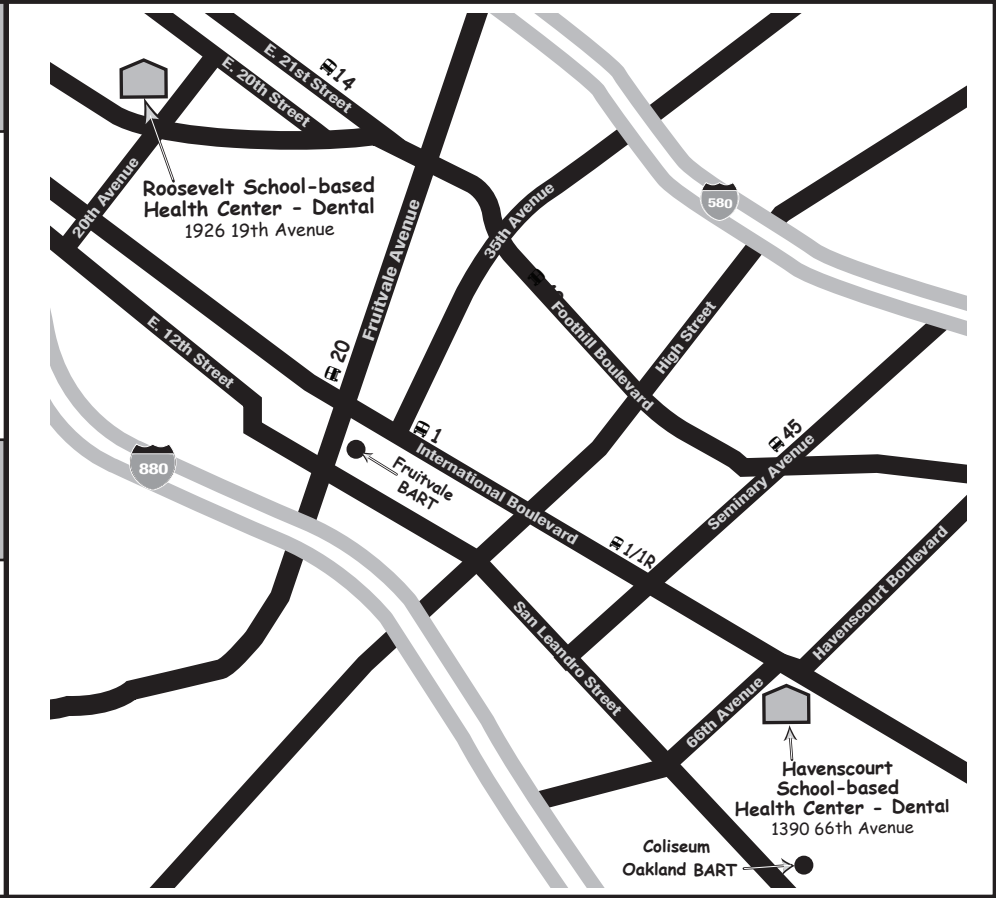 14
E. 21st Street
E. 20th Street
20th Avenue
Roosevelt School-based
Health Center - Dental
1926 19th Avenue
580
35th Avenue
Fruitvale Avenue
Foothill Boulevard
High Street
E. 12th Street
20
1
45
880
Fruitvale
BART
International Boulevard
Seminary Avenue
1/1R
Havenscourt Boulevard
San Leandro Street
66th Avenue
Havenscourt
School-based
Health Center - Dental
1390 66th Avenue
Coliseum
Oakland BART